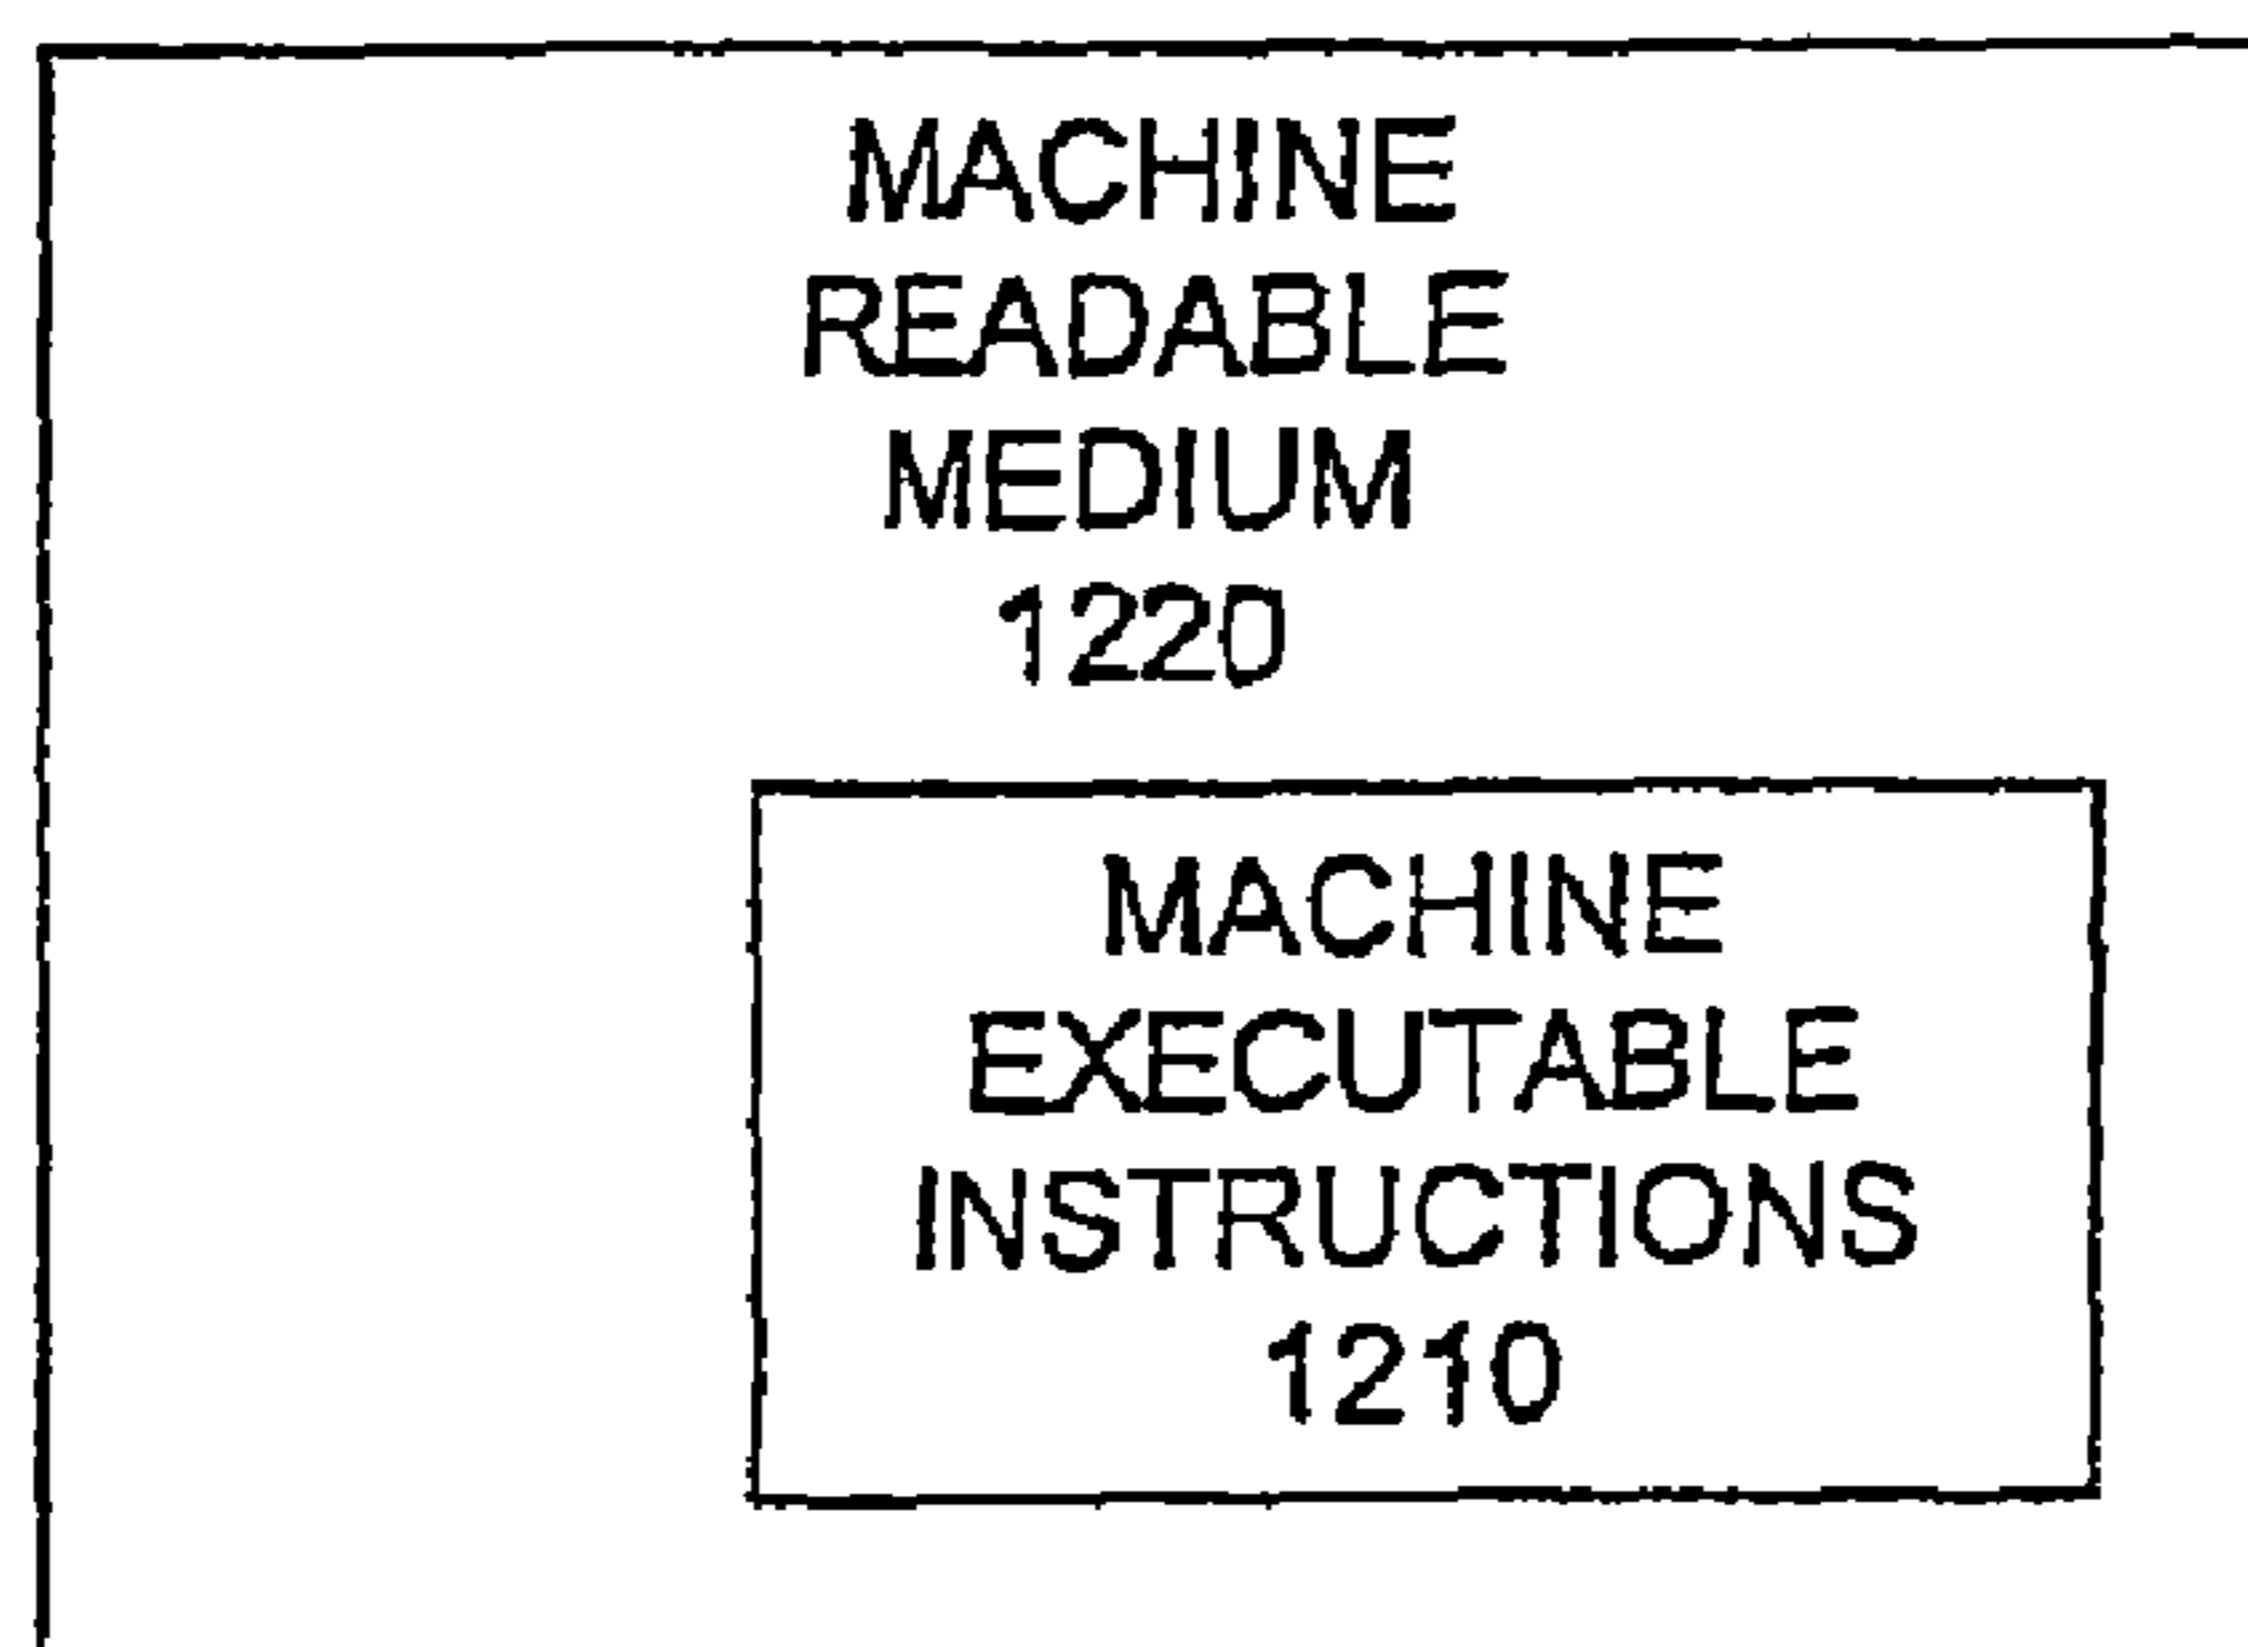 MACHINE
READABLE
MEDIUM
1220
MACHINE
EXECUTABLE
INSTRUCTIONS
1210